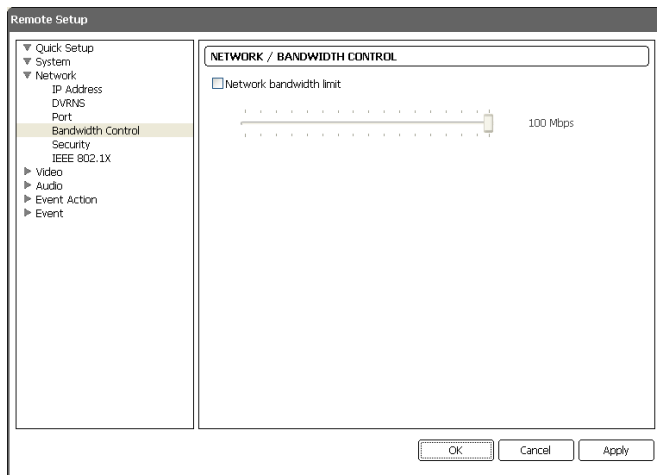 Remote Setup
Quick Setup
System
Network
IP Address
DVRNS
Port
Bandwidth Control
Security
IEEE 802.1X
Video
Audio
Event Action
Event
NETWORK / BANDWIDTH CONTROL
Network bandwidth limit
100 Mbps
OK
Cancel
Apply